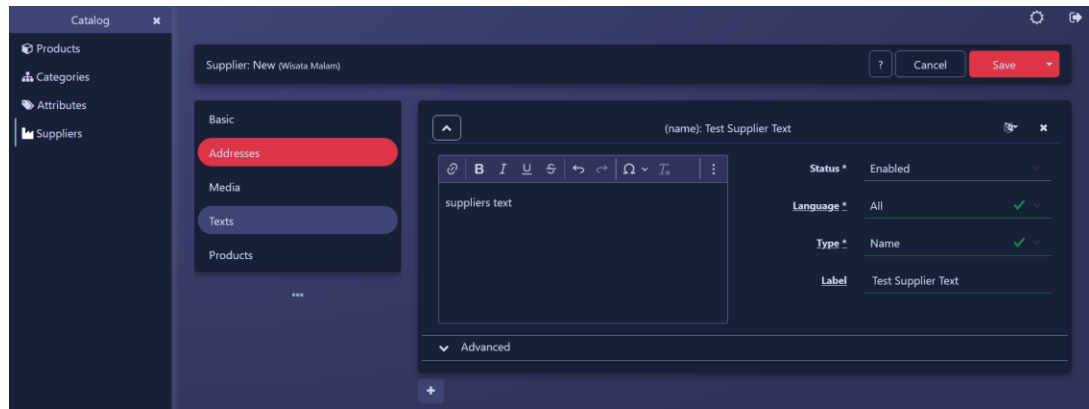 Catalog
Products
Categories
Attributes
Suppliers
Supplier: New (Wisata Malam)
? Cancel Save
Basic
Addresses
Media
Texts
Products
(name): Test Supplier Text
B I U S Ω Tx
suppliers text
Status * Enabled
Language * All
Type * Name
Label Test Supplier Text
Advanced